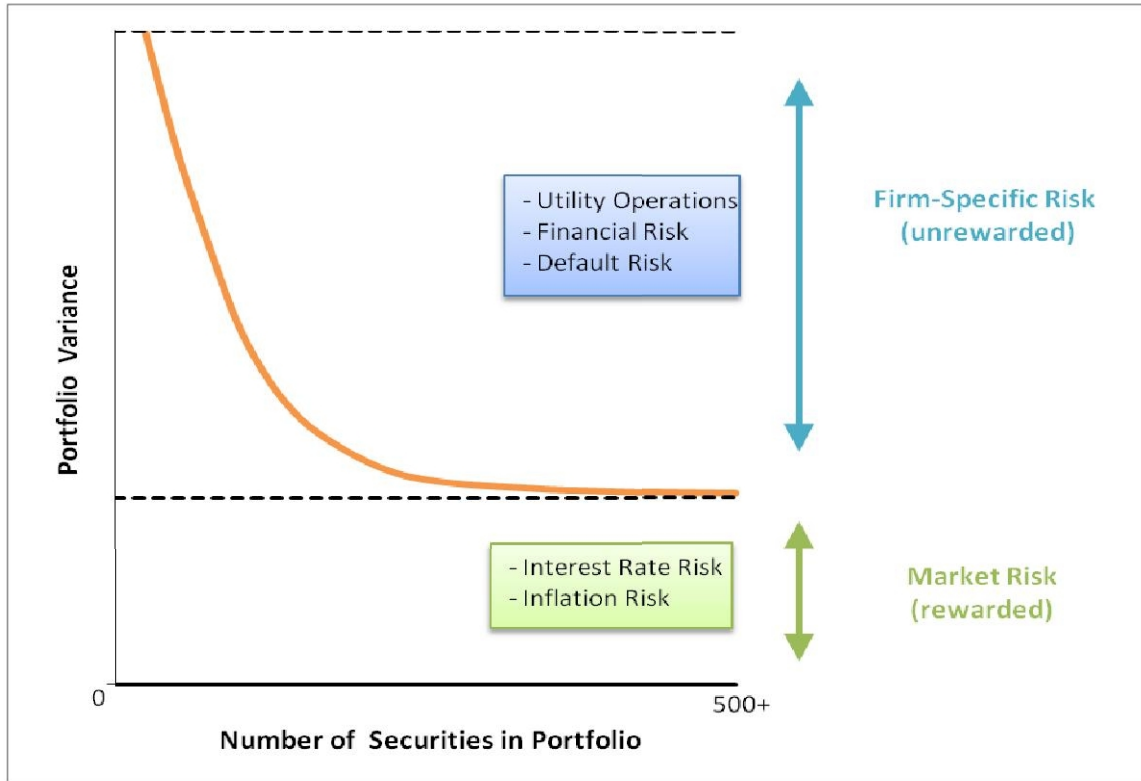 - Utility Operations
- Financial Risk
- Default Risk
Firm-Specific Risk
(unrewarded)
Portfolio Variance
- Interest Rate Risk
- Inflation Risk
Market Risk
(rewarded)
0
500+
Number of Securities in Portfolio